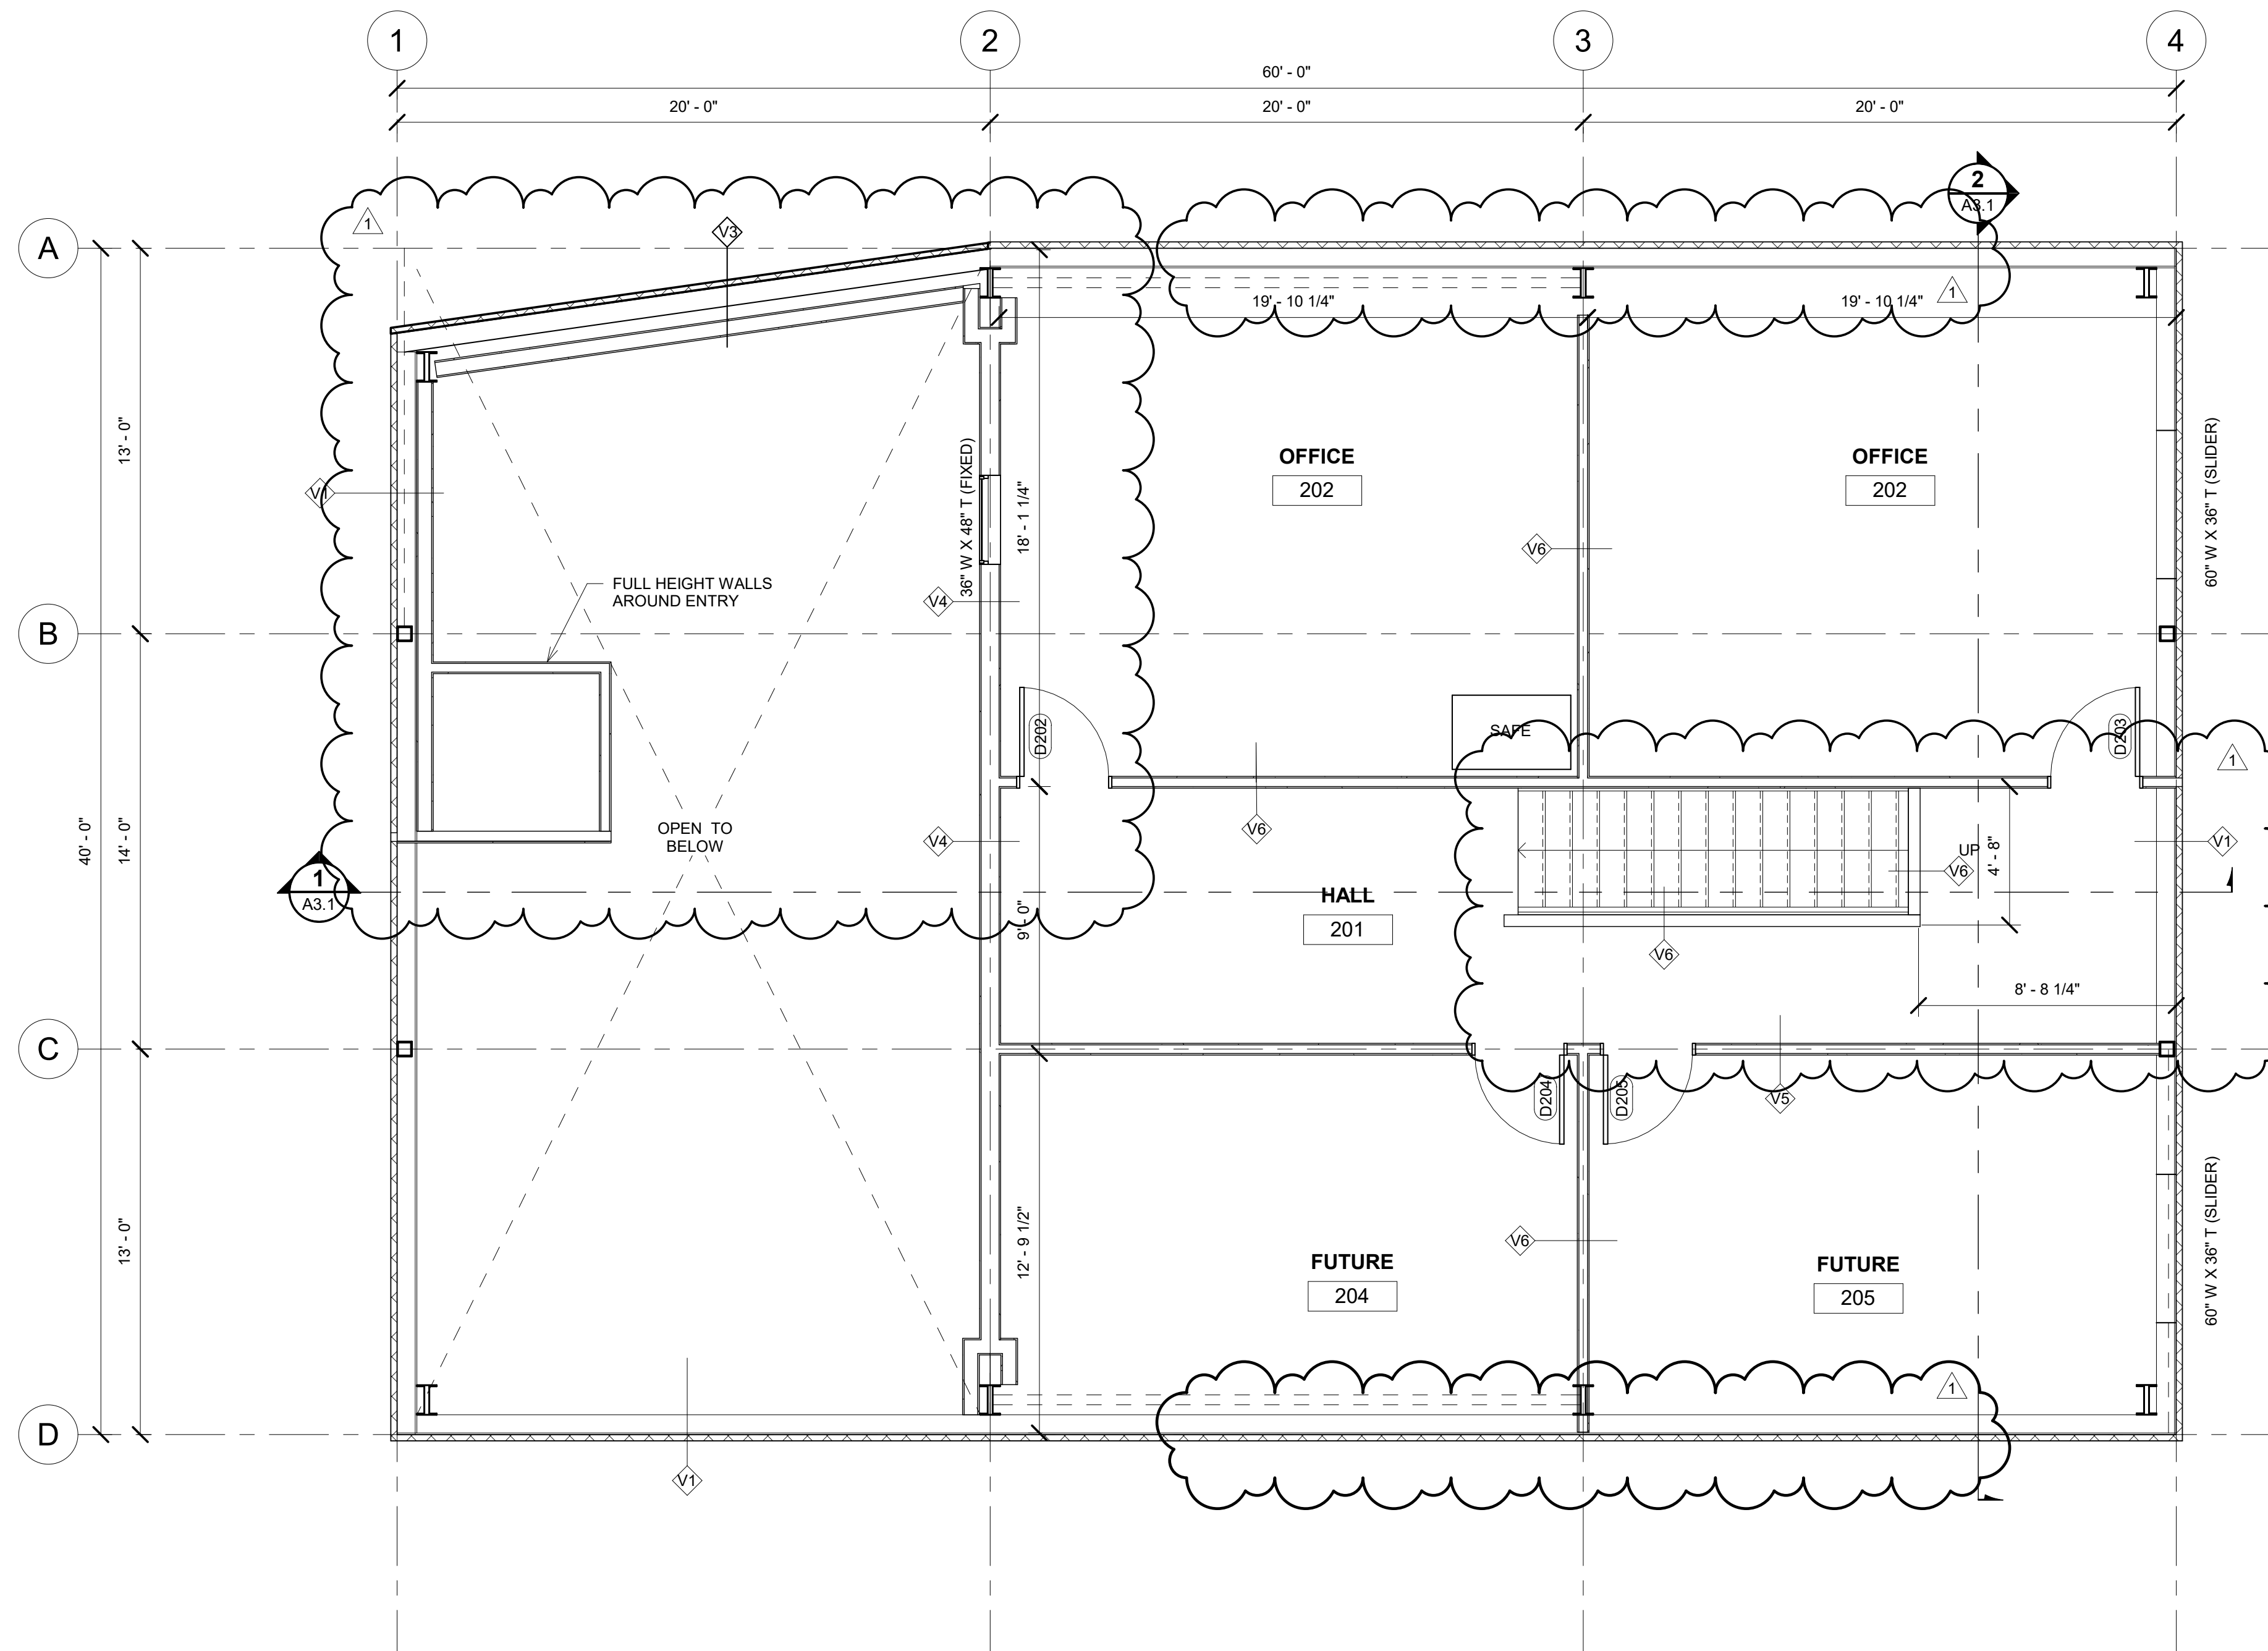 1
2
3
4
60' - 0"
20' - 0"
20' - 0"
20' - 0"
2
A3.1
1
V3
A
19' - 10 1/4"
19' - 10 1/4"
1
13' - 0"
36" W X 48" T (FIXED)
18' - 1 1/4"
OFFICE
202
OFFICE
202
60" W X 36" T (SLIDER)
V1
V6
FULL HEIGHT WALLS
AROUND ENTRY
V4
B
D202
SAFE
D203
1
40' - 0"
14' - 0"
OPEN TO
BELOW
V4
V6
UP
V6
4' - 8"
V1
1
A3.1
HALL
201
9' - 0"
V6
8' - 8 1/4"
C
D204
D205
V5
13' - 0"
12' - 9 1/2"
V6
FUTURE
204
FUTURE
205
60" W X 36" T (SLIDER)
1
D
V1